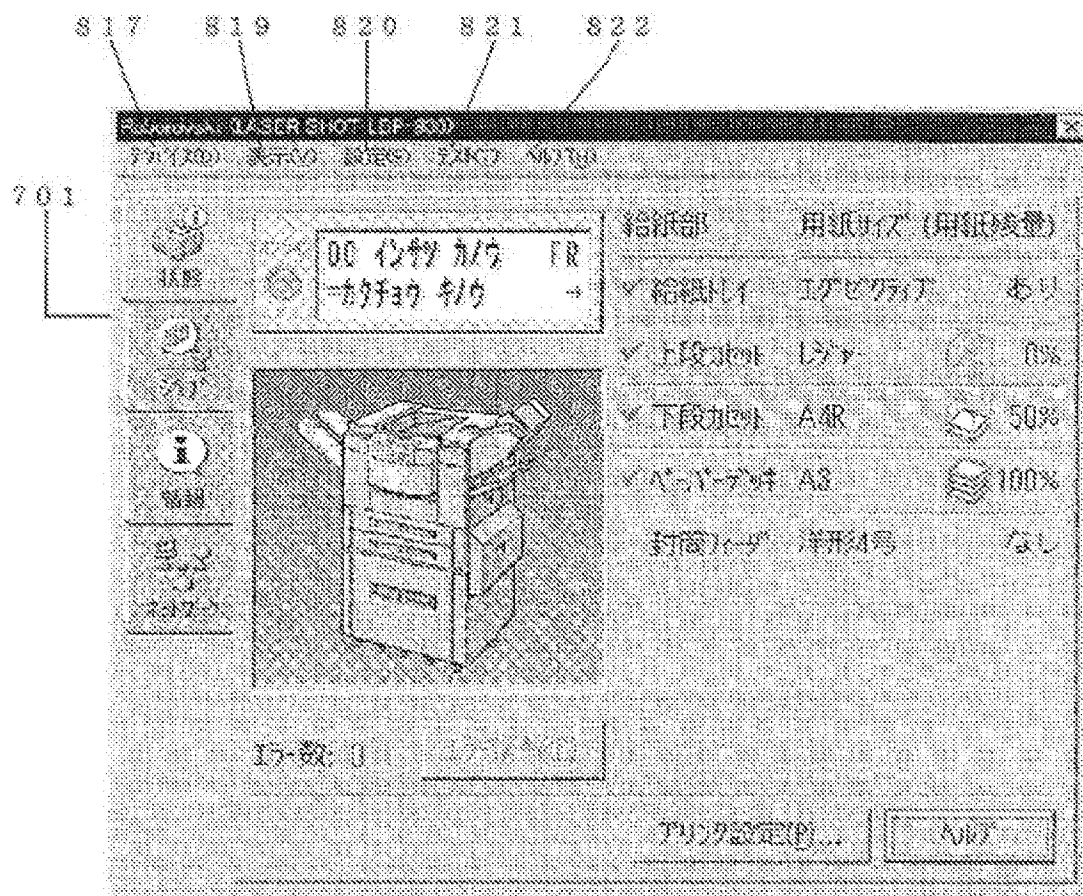 817 819 820 821 822
LASER SHOT LBP-930
デバイス(D) 表示(V) 設定(S) テスト(T) ヘルプ(H)
701
状態
ジョブ
情報
ネットワーク
00 インサツ カノウ FR
=カクチョウ キノウ →
給紙部 用紙サイズ (用紙残量)
給紙トレイ エグゼクティブ あり
上段カセット レジャー 0%
下段カセット A4R 50%
ペーパーデッキ A3 100%
封筒フィーダ 洋形4号 なし
エラー数: 0
プリンタ設定(P)... ヘルプ